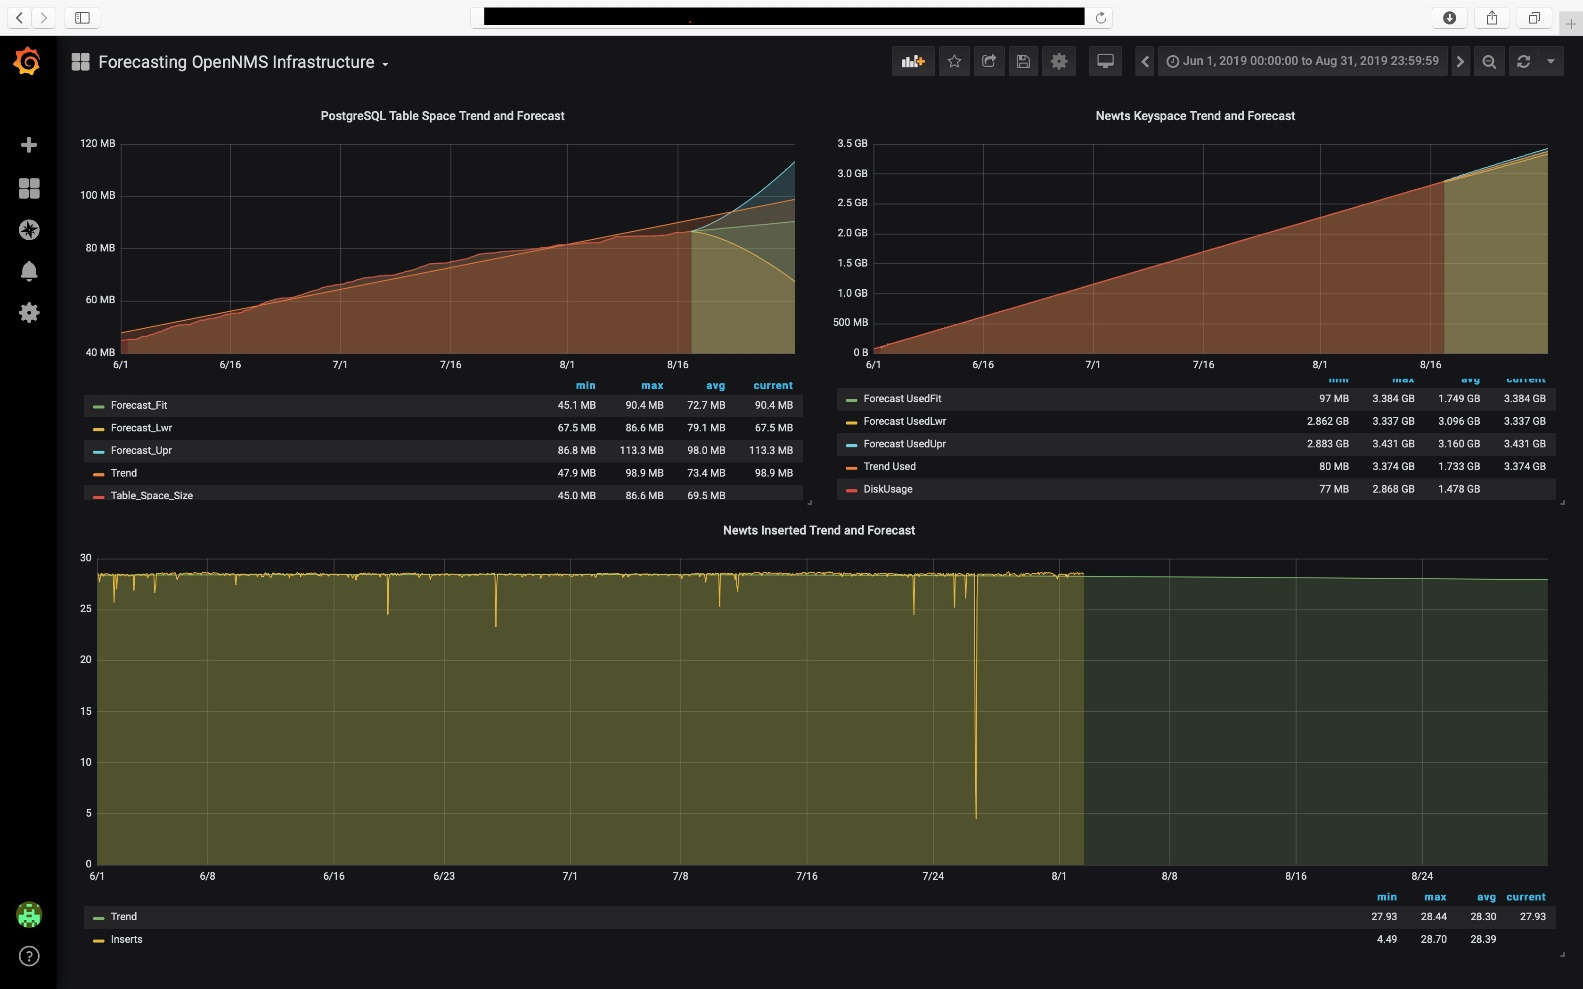 Forecasting OpenNMS Infrastructure
Jun 1, 2019 00:00:00 to Aug 31, 2019 23:59:59
PostgreSQL Table Space Trend and Forecast
120 MB
100 MB
80 MB
60 MB
40 MB
6/1 6/16 7/1 7/16 8/1 8/16
min max avg current
Forecast_Fit 45.1 MB 90.4 MB 72.7 MB 90.4 MB
Forecast_Lwr 67.5 MB 86.6 MB 79.1 MB 67.5 MB
Forecast_Upr 86.8 MB 113.3 MB 98.0 MB 113.3 MB
Trend 47.9 MB 98.9 MB 73.4 MB 98.9 MB
Table_Space_Size 45.0 MB 86.6 MB 69.5 MB
Newts Keyspace Trend and Forecast
3.5 GB
3.0 GB
2.5 GB
2.0 GB
1.5 GB
1.0 GB
500 MB
0 B
6/1 6/16 7/1 7/16 8/1 8/16
min max avg current
Forecast UsedFit 97 MB 3.384 GB 1.749 GB 3.384 GB
Forecast UsedLwr 2.862 GB 3.337 GB 3.096 GB 3.337 GB
Forecast UsedUpr 2.883 GB 3.431 GB 3.160 GB 3.431 GB
Trend Used 80 MB 3.374 GB 1.733 GB 3.374 GB
DiskUsage 77 MB 2.868 GB 1.478 GB
Newts Inserted Trend and Forecast
30
25
20
15
10
5
0
6/1 6/8 6/16 6/23 7/1 7/8 7/16 7/24 8/1 8/8 8/16 8/24
min max avg current
Trend 27.93 28.44 28.30 27.93
Inserts 4.49 28.70 28.39